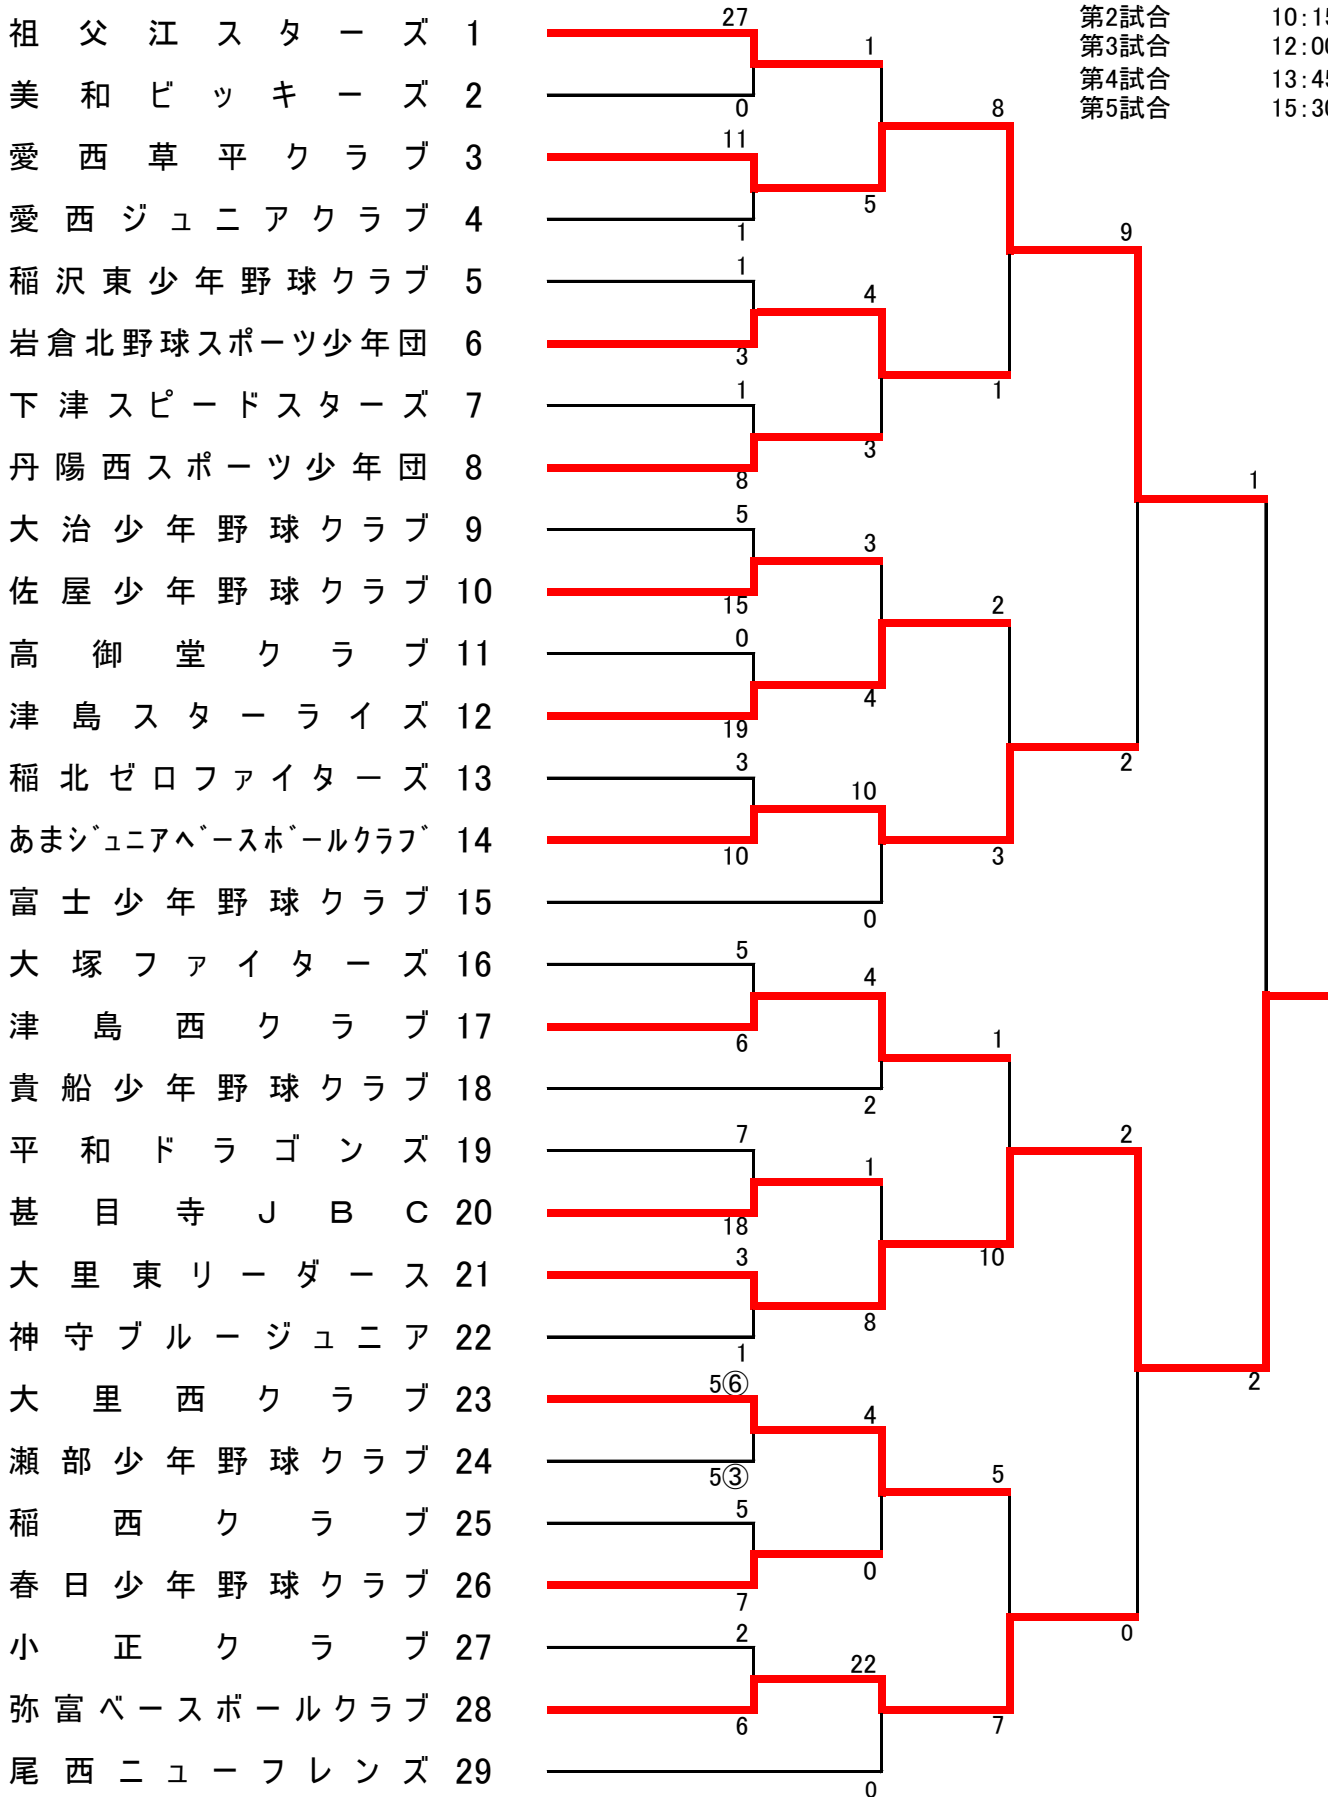 第2試合 10:15
第3試合 12:00
第4試合 13:45
第5試合 15:30
祖父江スターズ 1 27
1
美和ビッキーズ 2 0
8
愛西草平クラブ 3 11
5
愛西ジュニアクラブ 4 1
9
稲沢東少年野球クラブ 5 1
4
岩倉北野球スポーツ少年団 6 3
1
下津スピードスターズ 7 1
3
丹陽西スポーツ少年団 8 8
1
大治少年野球クラブ 9 5
3
佐屋少年野球クラブ 10 15
2
高御堂クラブ 11 0
4
津島スターライズ 12 19
2
稲北ゼロファイターズ 13 3
10
あまジュニアベースボールクラブ 14 10
3
富士少年野球クラブ 15 0
大塚ファイターズ 16 5
4
津島西クラブ 17 6
1
貴船少年野球クラブ 18 2
平和ドラゴンズ 19 7
2
1
甚目寺JBC 20 18
10
大里東リーダース 21 3
8
神守ブルージュニア 22 1
2
大里西クラブ 23 5⑥
4
瀬部少年野球クラブ 24 5③
5
稲西クラブ 25 5
0
春日少年野球クラブ 26 7
0
小正クラブ 27 2
22
弥富ベースボールクラブ 28 6
7
尾西ニューフレンズ 29 0